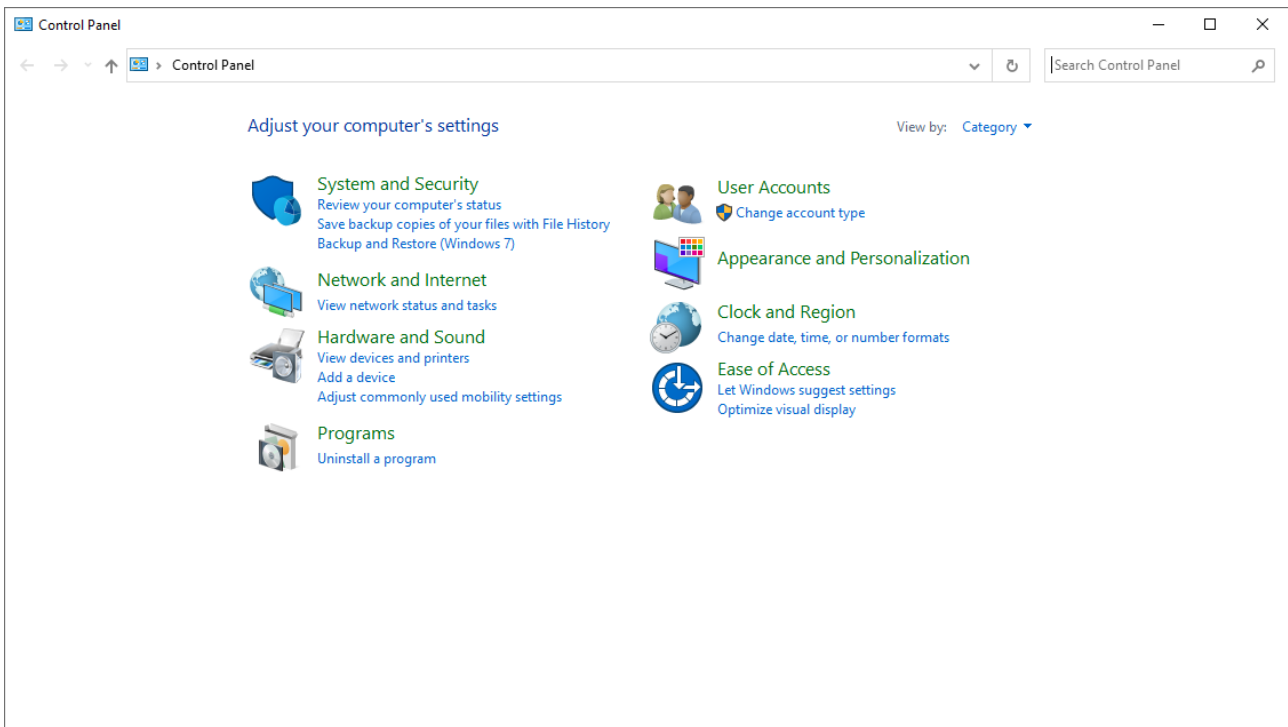 Control Panel
Control Panel
Search Control Panel
Adjust your computer's settings
View by: Category
System and Security
Review your computer's status
Save backup copies of your files with File History
Backup and Restore (Windows 7)
Network and Internet
View network status and tasks
Hardware and Sound
View devices and printers
Add a device
Adjust commonly used mobility settings
Programs
Uninstall a program
User Accounts
Change account type
Appearance and Personalization
Clock and Region
Change date, time, or number formats
Ease of Access
Let Windows suggest settings
Optimize visual display